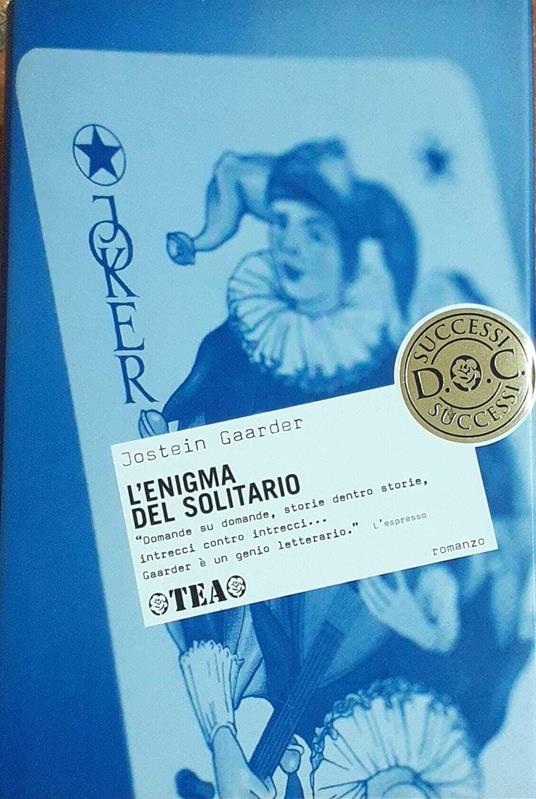 JOKER
SUCCESSI
D.O.C.
SUCCESSI
Jostein Gaarder
L'ENIGMA
DEL SOLITARIO
"Domande su domande, storie dentro storie,
intrecci contro intrecci...
Gaarder è un genio letterario." L'espresso
romanzo
TEA